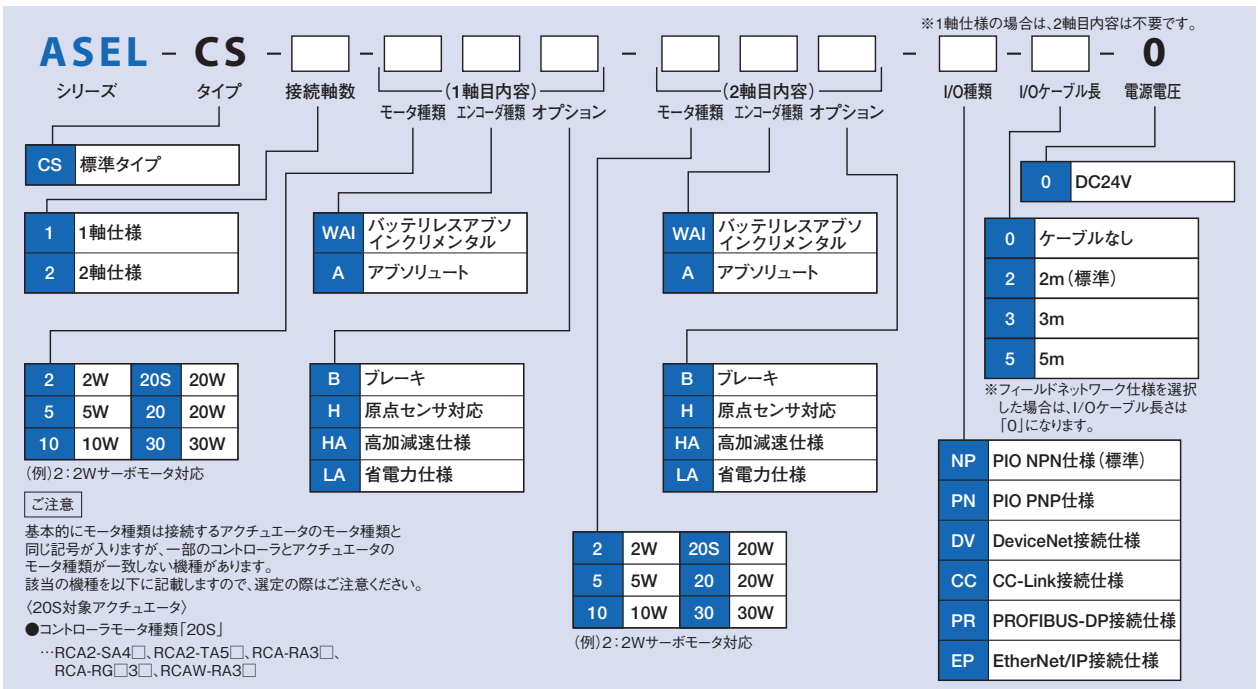 ※1軸仕様の場合は、2軸目内容は不要です。
ASEL - CS - - - - - 0
シリーズ
タイプ
接続軸数
(1軸目内容)
モータ種類 エンコーダ種類 オプション
(2軸目内容)
モータ種類 エンコーダ種類 オプション
I/O種類
I/Oケーブル長
電源電圧
CS 標準タイプ
1 1軸仕様
2 2軸仕様
2 2W 20S 20W
5 5W 20 20W
10 10W 30 30W
(例)2:2Wサーボモータ対応
ご注意
基本的にモータ種類は接続するアクチュエータのモータ種類と
同じ記号が入りますが、一部のコントローラとアクチュエータの
モータ種類が一致しない機種があります。
該当の機種を以下に記載しますので、選定の際はご注意ください。
〈20S対象アクチュエータ〉
●コントローラモータ種類「20S」
…RCA2-SA4□、RCA2-TA5□、RCA-RA3□、
RCA-RG□3□、RCAW-RA3□
WAI バッテリレスアブソ
インクリメンタル
A アブソリュート
B ブレーキ
H 原点センサ対応
HA 高加減速仕様
LA 省電力仕様
WAI バッテリレスアブソ
インクリメンタル
A アブソリュート
B ブレーキ
H 原点センサ対応
HA 高加減速仕様
LA 省電力仕様
2 2W 20S 20W
5 5W 20 20W
10 10W 30 30W
(例)2:2Wサーボモータ対応
0 DC24V
0 ケーブルなし
2 2m(標準)
3 3m
5 5m
※フィールドネットワーク仕様を選択
した場合は、I/Oケーブル長さは
「0」になります。
NP PIO NPN仕様(標準)
PN PIO PNP仕様
DV DeviceNet接続仕様
CC CC-Link接続仕様
PR PROFIBUS-DP接続仕様
EP EtherNet/IP接続仕様